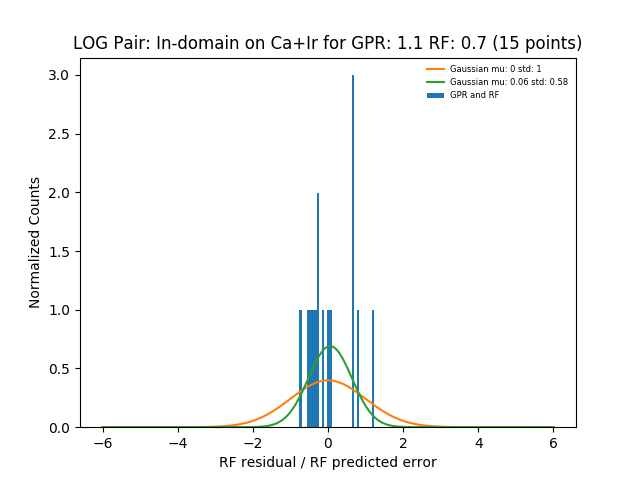 LOG Pair: In-domain on Ca+Ir for GPR: 1.1 RF: 0.7 (15 points)
Gaussian mu: 0 std: 1
Gaussian mu: 0.06 std: 0.58
GPR and RF
Normalized Counts
3.0
2.5
2.0
1.5
1.0
0.5
0.0
−6 −4 −2 0 2 4 6
RF residual / RF predicted error